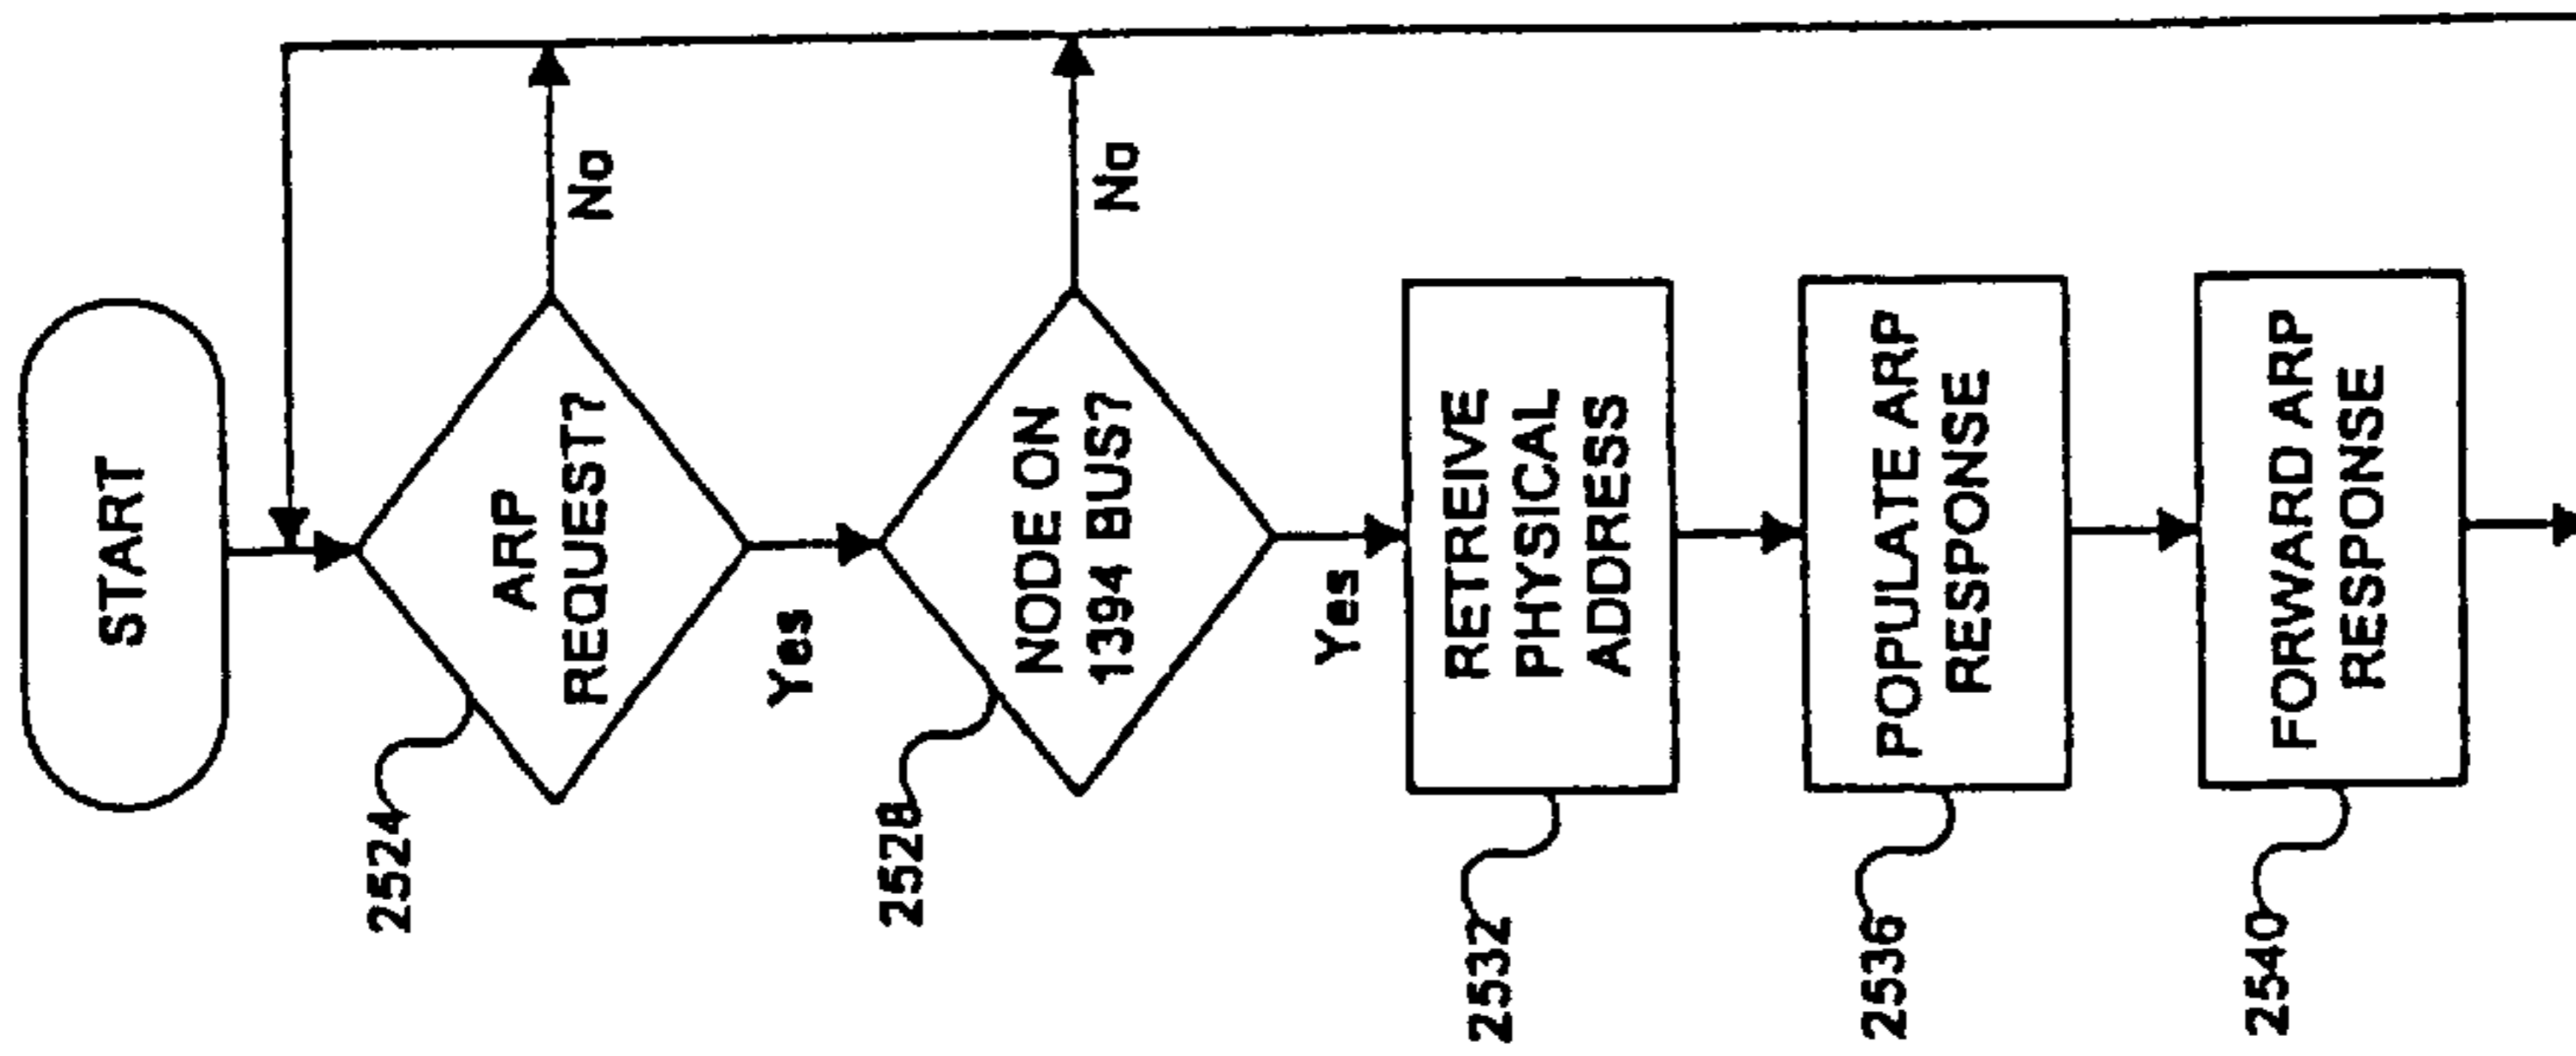 START
2524
ARP
REQUEST?
No
Yes
2528
NODE ON
1394 BUS?
No
Yes
2532
RETREIVE
PHYSICAL
ADDRESS
2536
POPULATE ARP
RESPONSE
2540
FORWARD ARP
RESPONSE